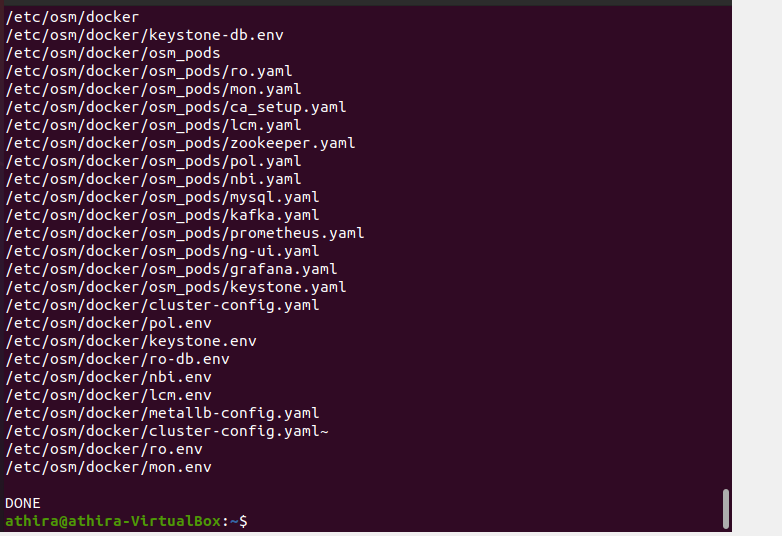 /etc/osm/docker
/etc/osm/docker/keystone-db.env
/etc/osm/docker/osm_pods
/etc/osm/docker/osm_pods/ro.yaml
/etc/osm/docker/osm_pods/mon.yaml
/etc/osm/docker/osm_pods/ca_setup.yaml
/etc/osm/docker/osm_pods/lcm.yaml
/etc/osm/docker/osm_pods/zookeeper.yaml
/etc/osm/docker/osm_pods/pol.yaml
/etc/osm/docker/osm_pods/nbi.yaml
/etc/osm/docker/osm_pods/mysql.yaml
/etc/osm/docker/osm_pods/kafka.yaml
/etc/osm/docker/osm_pods/prometheus.yaml
/etc/osm/docker/osm_pods/ng-ui.yaml
/etc/osm/docker/osm_pods/grafana.yaml
/etc/osm/docker/osm_pods/keystone.yaml
/etc/osm/docker/cluster-config.yaml
/etc/osm/docker/pol.env
/etc/osm/docker/keystone.env
/etc/osm/docker/ro-db.env
/etc/osm/docker/nbi.env
/etc/osm/docker/lcm.env
/etc/osm/docker/metallb-config.yaml
/etc/osm/docker/cluster-config.yaml~
/etc/osm/docker/ro.env
/etc/osm/docker/mon.env
DONE
athira@athira-VirtualBox:~$